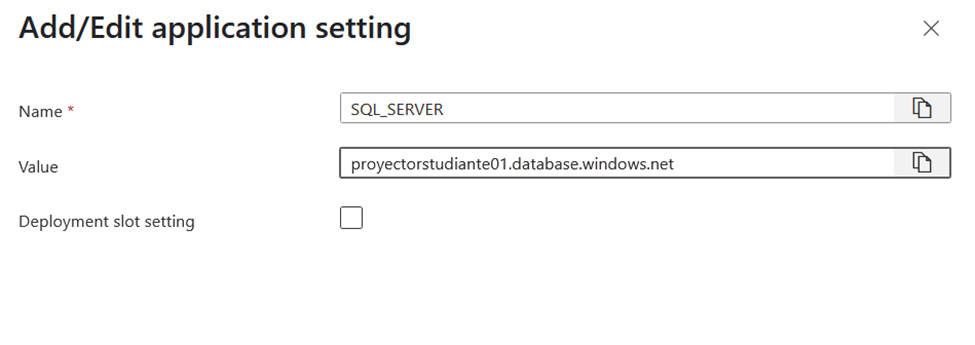 Add/Edit application setting
Name *
SQL_SERVER
Value
proyectorstudiante01.database.windows.net
Deployment slot setting